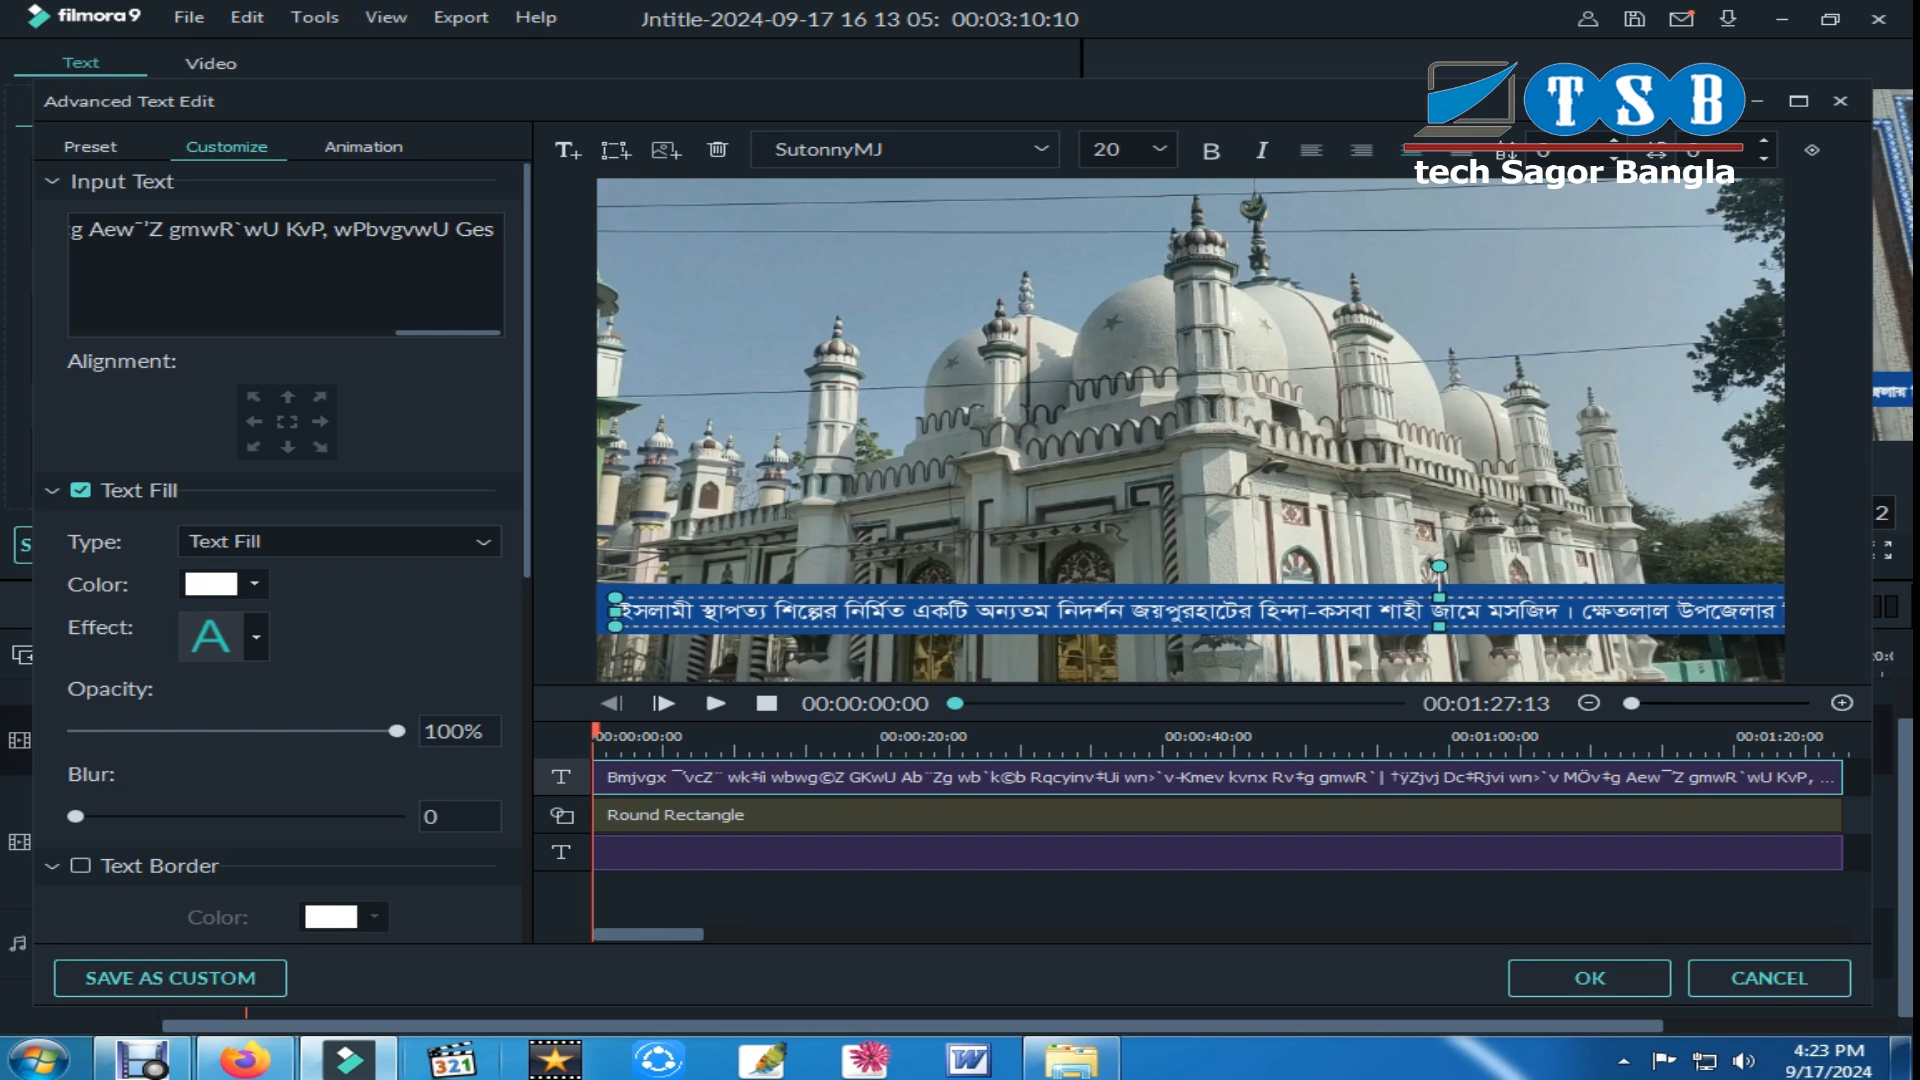 filmora9 File Edit Tools View Export Help Jntitle-2024-09-17 16 13 05: 00:03:10:10
Text Video
Advanced Text Edit
TSB
tech Sagor Bangla
Preset Customize Animation
SutonnyMJ 20 B I
Input Text
g Aew¯’Z gmwR`wU KvP, wPbvgvwU Ges
Alignment:
Text Fill
Type: Text Fill
Color:
Effect: A
Opacity:
100%
Blur:
0
Text Border
Color:
ইসলামী স্থাপত্য শিল্পের নির্মিত একটি অন্যতম নিদর্শন জয়পুরহাটের হিন্দা-কসবা শাহী জামে মসজিদ। ক্ষেতলাল উপজেলার
2
00:00:00:00 00:01:27:13
00:00:00:00 00:00:20:00 00:00:40:00 00:01:00:00 00:01:20:00
T Bmjvgx ¯’vcZ¨ wk‡íi wbwg©Z GKwU Ab¨Zg wb`k©b Rqcyinv‡Ui wn›`v-Kmev kvnx Rv‡g gmwR`| †ÿZjvj Dc‡Rjvi wn›`v MÖv‡g Aew¯’Z gmwR`wU KvP, ...
Round Rectangle
T
SAVE AS CUSTOM OK CANCEL
321
W
4:23 PM
9/17/2024